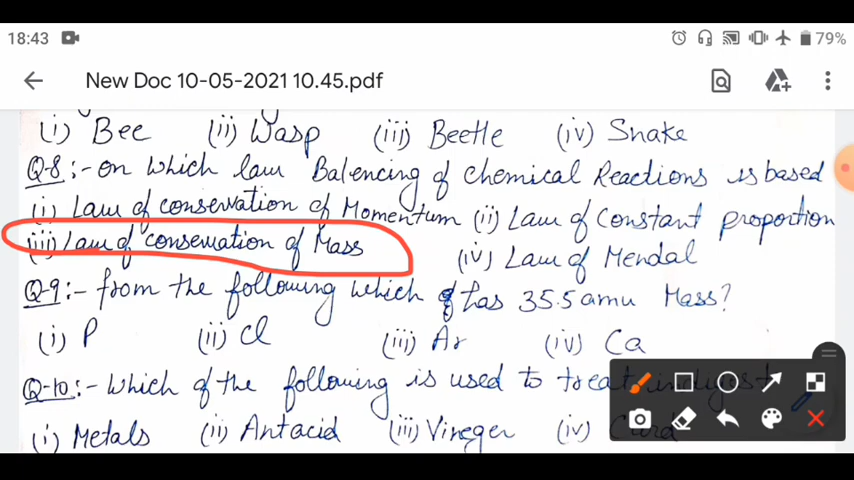 18:43
79%
New Doc 10-05-2021 10.45.pdf
(i) Bee (ii) Wasp (iii) Beetle (iv) Snake
Q-8:- on which law Balencing of chemical Reactions is based
(i) Law of conservation of Momentum (ii) Law of Constant proportion
(iii) Law of conservation of Mass (iv) Law of Mendal
Q-9:- from the following which has 35.5 amu Mass?
(i) P (ii) Cl (iii) Ar (iv) Ca
Q-10:- Which of the following is used to treat
(i) Metals (ii) Antacid (iii) Vineger (iv) Curd